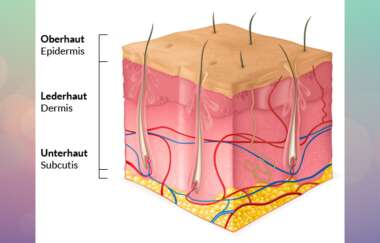 Oberhaut
Epidermis
Lederhaut
Dermis
Unterhaut
Subcutis